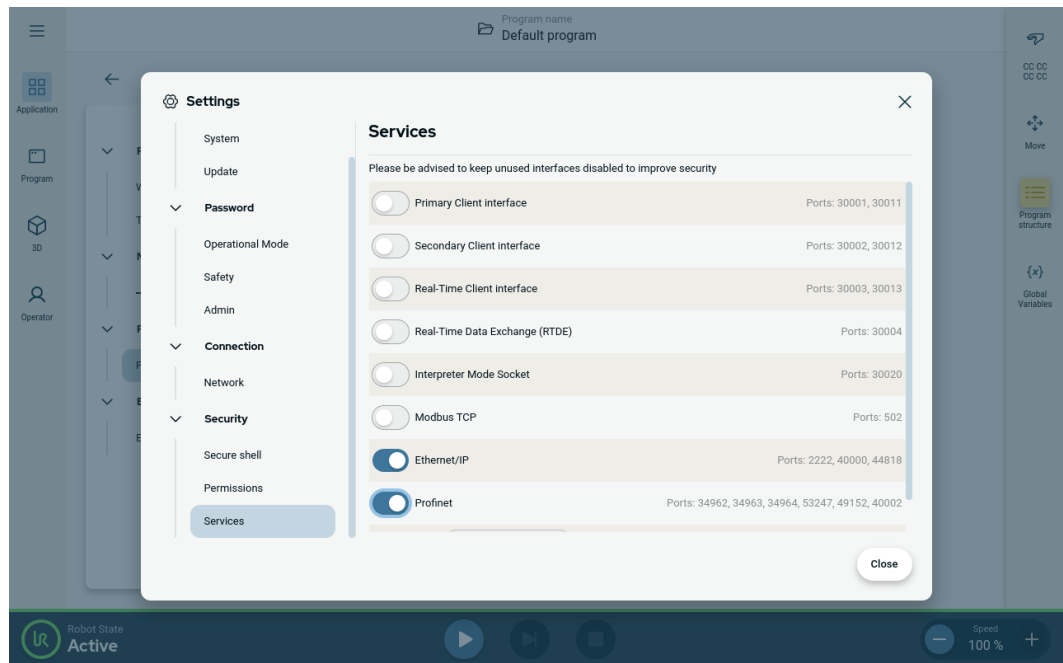 Program name
Default program
Application
Program
3D
Operator
Settings
System
Update
Password
Operational Mode
Safety
Admin
Connection
Network
Security
Secure shell
Permissions
Services
Services
Please be advised to keep unused interfaces disabled to improve security
Primary Client interface Ports: 30001, 30011
Secondary Client interface Ports: 30002, 30012
Real-Time Client interface Ports: 30003, 30013
Real-Time Data Exchange (RTDE) Ports: 30004
Interpreter Mode Socket Ports: 30020
Modbus TCP Ports: 502
Ethernet/IP Ports: 2222, 40000, 44818
Profinet Ports: 34962, 34963, 34964, 53247, 49152, 40002
Close
CC CC
CC CC
Move
Program
structure
{x}
Global
Variables
Robot State
Active
Speed
100 %